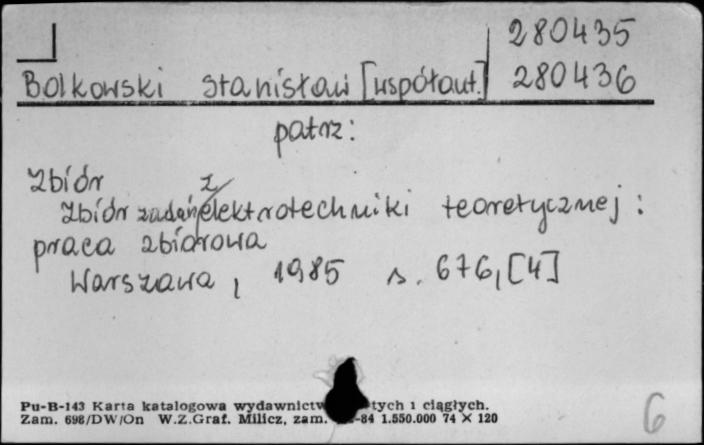 280435
Bolkowski Stanisław [współaut.] 280436
patrz:
Zbiór
Zbiór zadań z elektrotechniki teoretycznej :
praca zbiorowa
Warszawa , 1985 s. 676, [4]
Pu-B-143 Karta katalogowa wydawnictw tych i ciągłych.
Zam. 698/DW/On W.Z.Graf. Milicz, zam. -84 1.550.000 74 × 120
6